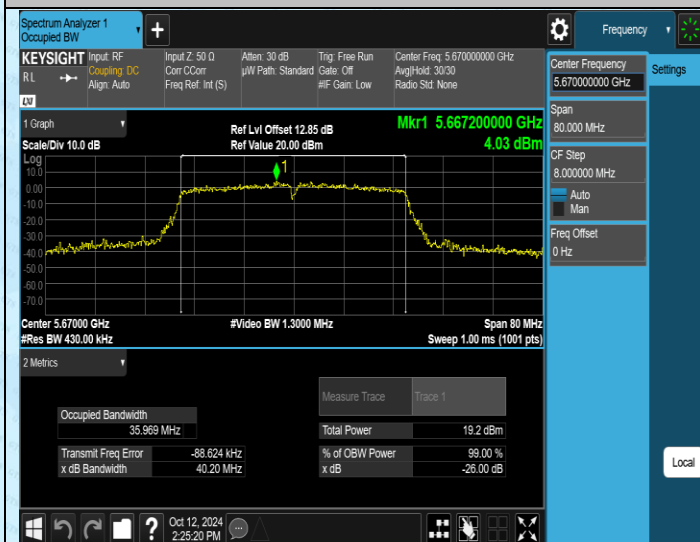 Spectrum Analyzer 1
Occupied BW
Frequency
KEYSIGHT
RL
LXI
Input: RF
Coupling: DC
Align: Auto
Input Z: 50 Ω
Corr CCorr
Freq Ref: Int (S)
Atten: 30 dB
µW Path: Standard
Trig: Free Run
Gate: Off
#IF Gain: Low
Center Freq: 5.670000000 GHz
Avg|Hold: 30/30
Radio Std: None
Center Frequency
5.670000000 GHz
Settings
Span
80.000 MHz
CF Step
8.000000 MHz
Auto
Man
Freq Offset
0 Hz
Local
1 Graph
Scale/Div 10.0 dB
Ref Lvl Offset 12.85 dB
Ref Value 20.00 dBm
Mkr1 5.667200000 GHz
4.03 dBm
Log
10.0
0.00
-10.0
-20.0
-30.0
-40.0
-50.0
-60.0
-70.0
1
Center 5.67000 GHz
#Res BW 430.00 kHz
#Video BW 1.3000 MHz
Span 80 MHz
Sweep 1.00 ms (1001 pts)
2 Metrics
Measure Trace
Trace 1
Occupied Bandwidth
35.969 MHz
Total Power
19.2 dBm
Transmit Freq Error
-88.624 kHz
% of OBW Power
99.00 %
x dB Bandwidth
40.20 MHz
x dB
-26.00 dB
Oct 12, 2024
2:25:20 PM